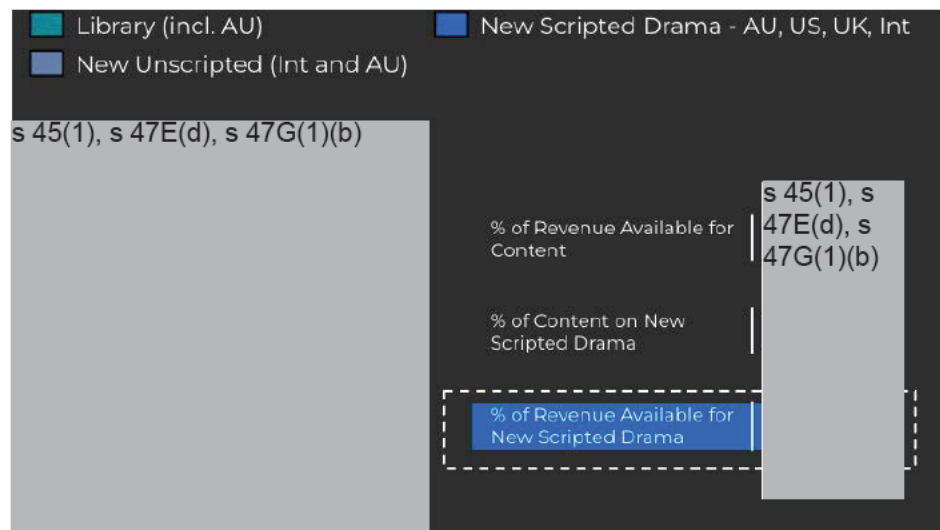 Library (incl. AU)
New Scripted Drama - AU, US, UK, Int
New Unscripted (Int and AU)
s 45(1), s 47E(d), s 47G(1)(b)
% of Revenue Available for
Content
s 45(1), s
47E(d), s
47G(1)(b)
% of Content on New
Scripted Drama
% of Revenue Available for
New Scripted Drama